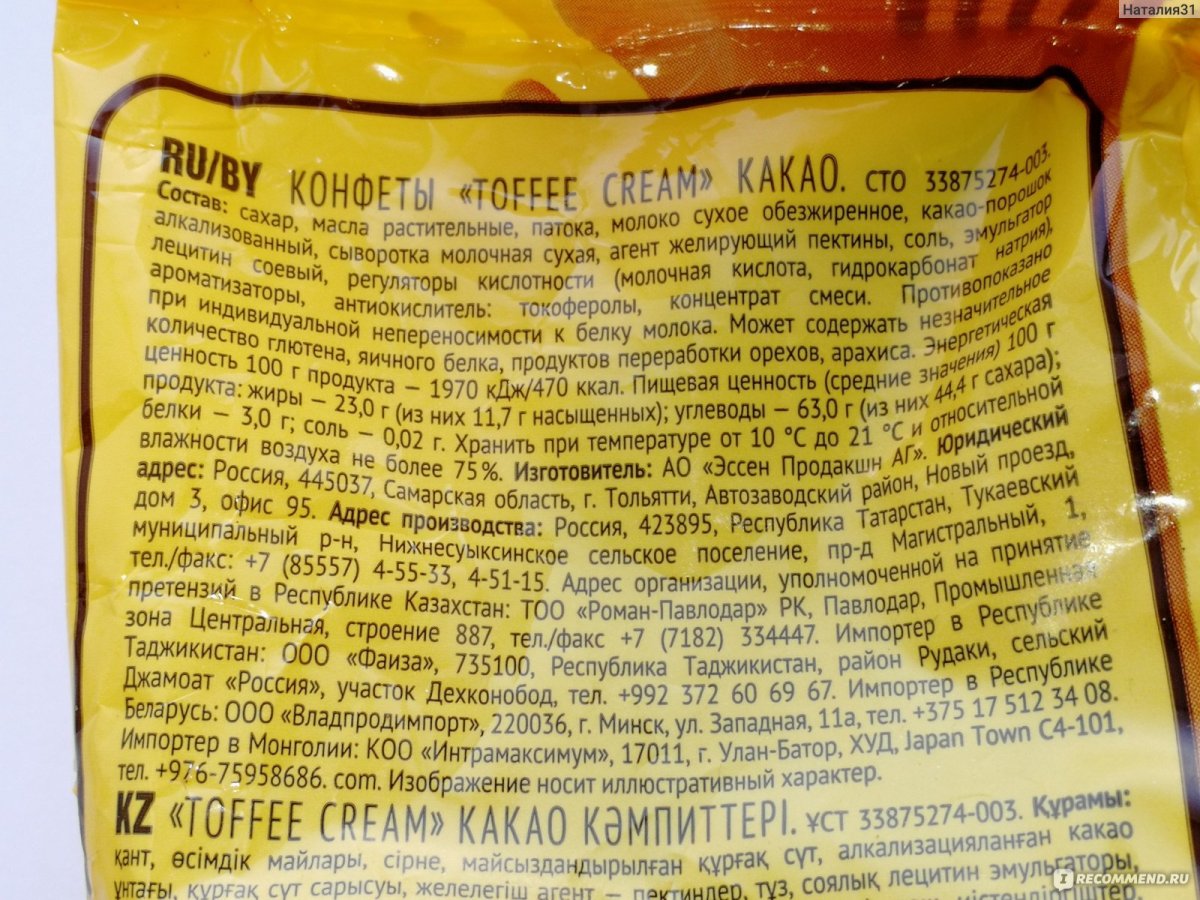 Наталия31
RU/BY КОНФЕТЫ «TOFFEE CREAM» КАКАО. СТО 33875274-003.
Состав: сахар, масла растительные, патока, молоко сухое обезжиренное, какао-порошок
алкализованный, сыворотка молочная сухая, агент желирующий пектины, соль, эмульгатор
лецитин соевый, регуляторы кислотности (молочная кислота, гидрокарбонат натрия),
ароматизаторы, антиокислитель: токоферолы, концентрат смеси. Противопоказано
при индивидуальной непереносимости к белку молока. Может содержать незначительное
количество глютена, яичного белка, продуктов переработки орехов, арахиса. Энергетическая
ценность 100 г продукта — 1970 кДж/470 ккал. Пищевая ценность (средние значения) 100 г
продукта: жиры — 23,0 г (из них 11,7 г насыщенных); углеводы — 63,0 г (из них 44,4 г сахара);
белки — 3,0 г; соль — 0,02 г. Хранить при температуре от 10 °С до 21 °С и относительной
влажности воздуха не более 75%. Изготовитель: АО «Эссен Продакшн АГ». Юридический
адрес: Россия, 445037, Самарская область, г. Тольятти, Автозаводский район, Новый проезд,
дом 3, офис 95. Адрес производства: Россия, 423895, Республика Татарстан, Тукаевский
муниципальный р-н, Нижнесуыксинское сельское поселение, пр-д Магистральный, 1,
тел./факс: +7 (85557) 4-55-33, 4-51-15. Адрес организации, уполномоченной на принятие
претензий в Республике Казахстан: ТОО «Роман-Павлодар» РК, Павлодар, Промышленная
зона Центральная, строение 887, тел./факс +7 (7182) 334447. Импортер в Республике
Таджикистан: ООО «Фаиза», 735100, Республика Таджикистан, район Рудаки, сельский
Джамоат «Россия», участок Дехконобод, тел. +992 372 60 69 67. Импортер в Республике
Беларусь: ООО «Владпродимпорт», 220036, г. Минск, ул. Западная, 11а, тел. +375 17 512 34 08.
Импортер в Монголии: КОО «Интрамаксимум», 17011, г. Улан-Батор, ХУД, Japan Town C4-101,
тел. +976-75958686. com. Изображение носит иллюстративный характер.
KZ «TOFFEE CREAM» КАКАО КӘМПИТТЕРІ. ҰСТ 33875274-003. Құрамы:
қант, өсімдік майлары, сірне, майсыздандырылған құрғақ сүт, алкализацияланған какао
ұнтағы, құрғақ сүт сарысуы, желелегіш агент — пектиндер, тұз, соялық лецитин эмульгаторы,
I RECOMMEND.RU